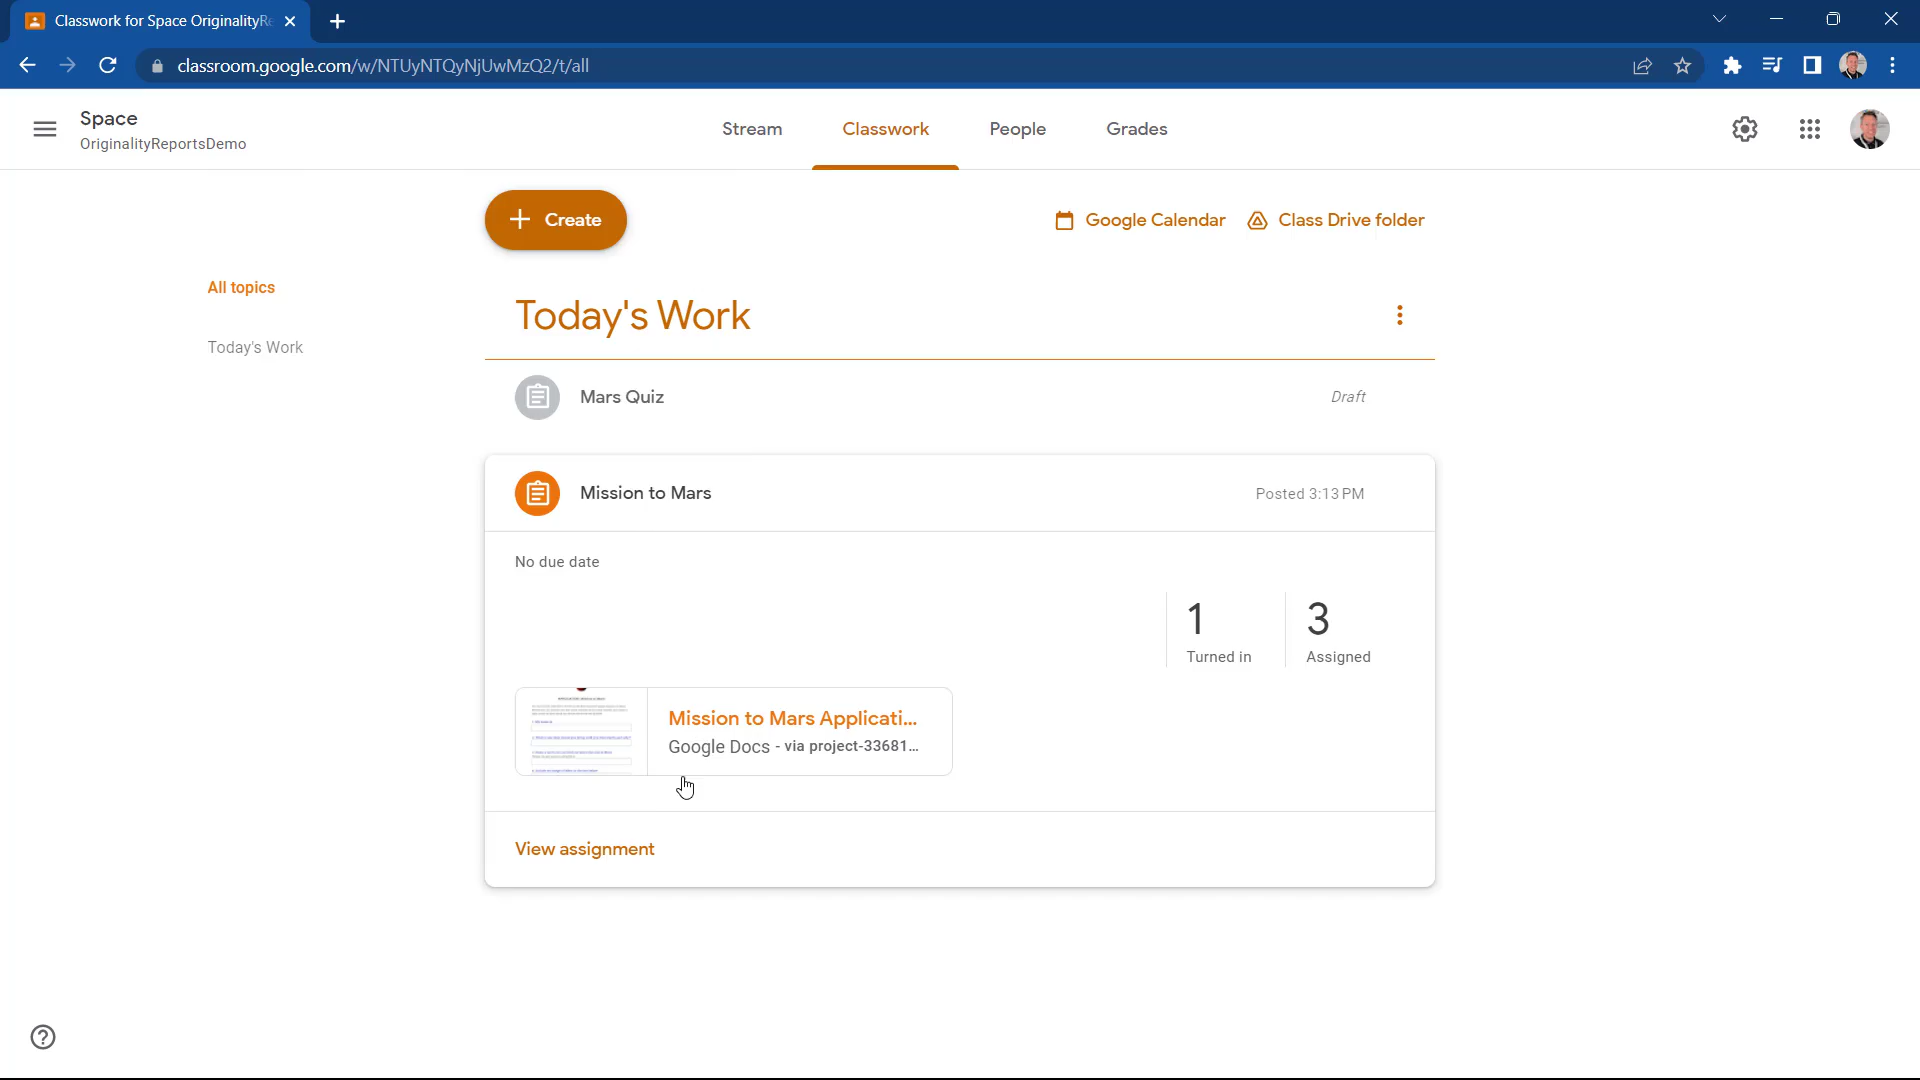 Classwork for Space OriginalityRe
classroom.google.com/w/NTUyNTQyNjUwMzQ2/t/all
Space
OriginalityReportsDemo
Stream
Classwork
People
Grades
Create
Google Calendar
Class Drive folder
All topics
Today's Work
Today's Work
Mars Quiz
Draft
Mission to Mars
Posted 3:13 PM
No due date
1
Turned in
3
Assigned
Mission to Mars Applicati...
Google Docs - via project-33681...
View assignment